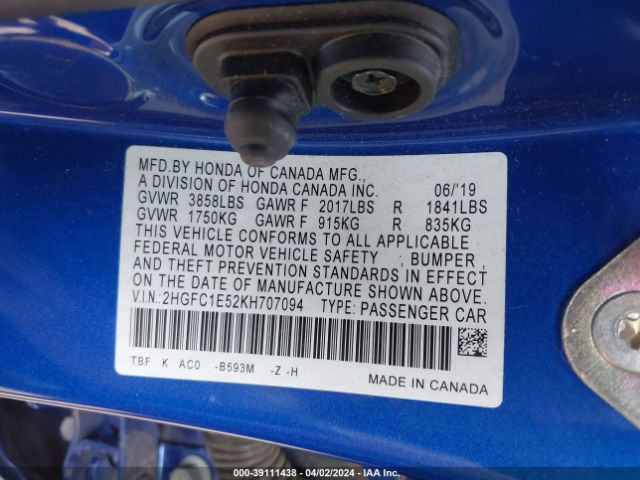 MFD.BY HONDA OF CANADA MFG.,
A DIVISION OF HONDA CANADA INC. 06/'19
GVWR 3858LBS GAWR F 2017LBS R 1841LBS
GVWR 1750KG GAWR F 915KG R 835KG
THIS VEHICLE CONFORMS TO ALL APPLICABLE
FEDERAL MOTOR VEHICLE SAFETY , BUMPER ,
AND THEFT PREVENTION STANDARDS IN EFFECT
ON THE DATE OF MANUFACTURE SHOWN ABOVE.
V.I.N.:2HGFC1E52KH707094 TYPE: PASSENGER CAR
TBF K AC0 -B593M -Z -H
MADE IN CANADA
000-39111438 - 04/02/2024 - IAA Inc.